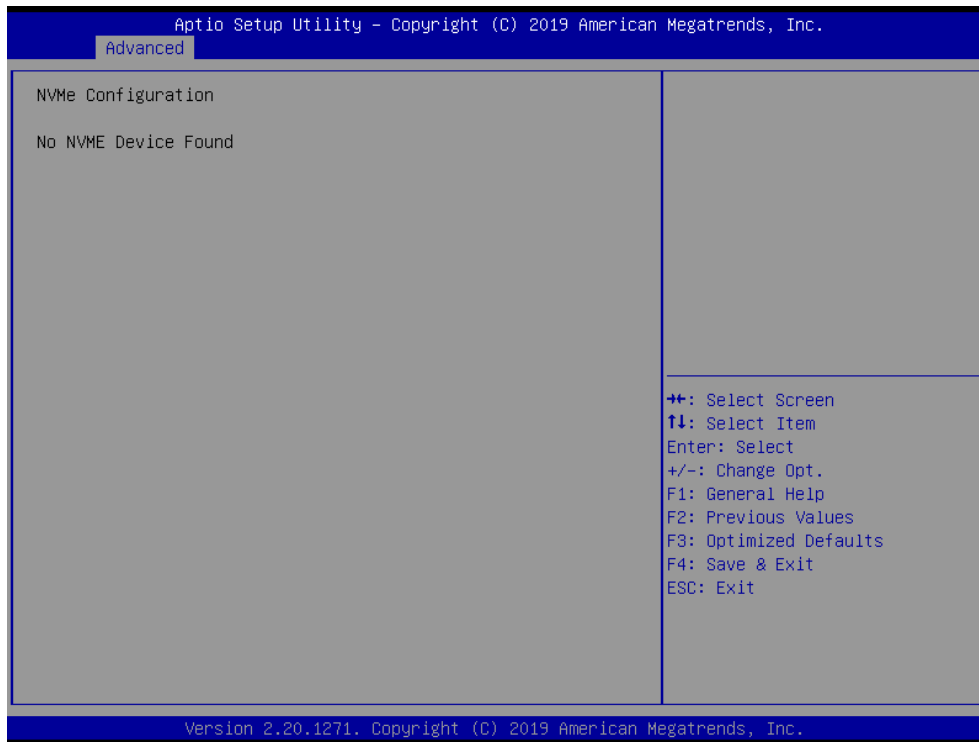 Aptio Setup Utility – Copyright (C) 2019 American Megatrends, Inc.
Advanced
NVMe Configuration
No NVME Device Found
→←: Select Screen
↑↓: Select Item
Enter: Select
+/-: Change Opt.
F1: General Help
F2: Previous Values
F3: Optimized Defaults
F4: Save & Exit
ESC: Exit
Version 2.20.1271. Copyright (C) 2019 American Megatrends, Inc.